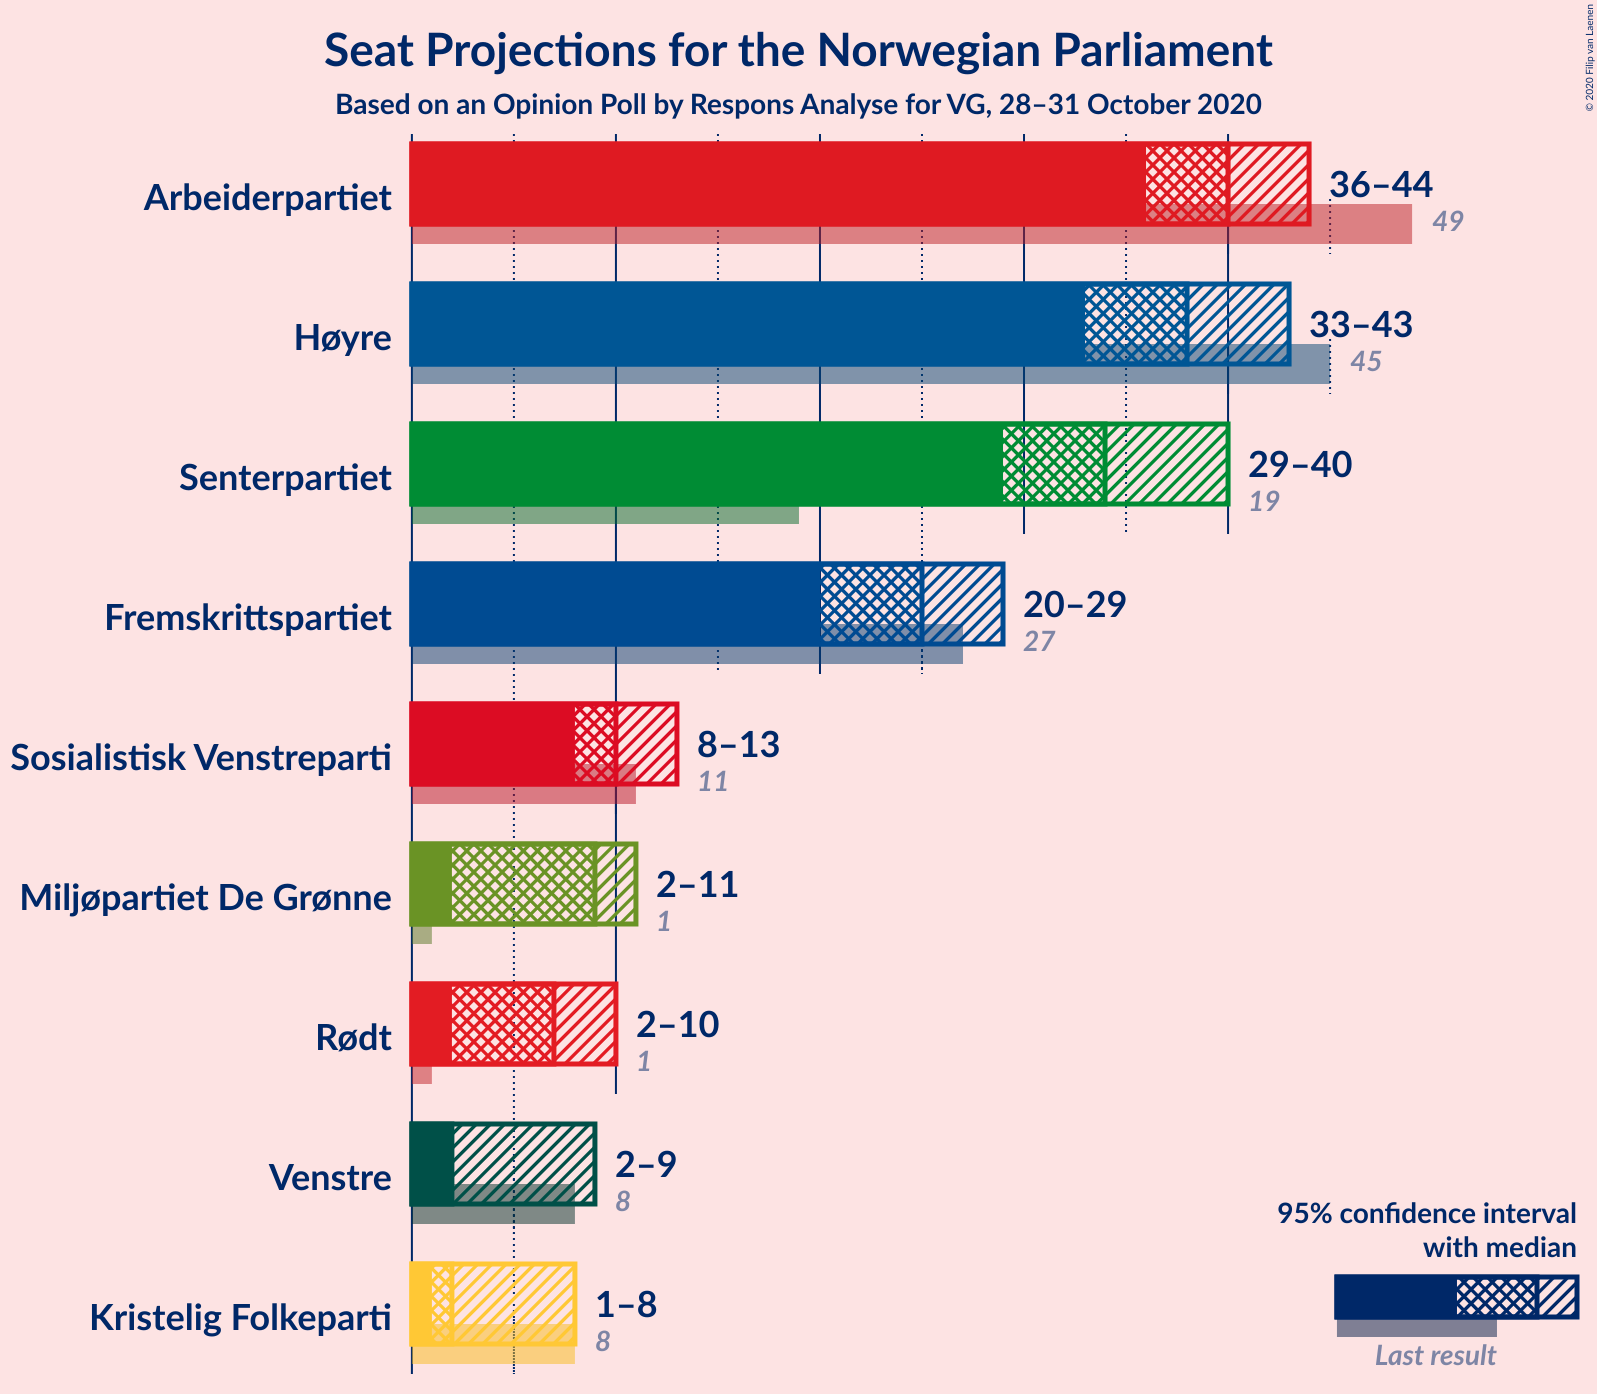 Seat Projections for the Norwegian Parliament
Based on an Opinion Poll by Respons Analyse for VG, 28–31 October 2020
© 2020 Filip van Laenen
Arbeiderpartiet
36–44
49
Høyre
33–43
45
Senterpartiet
29–40
19
Fremskrittspartiet
20–29
27
Sosialistisk Venstreparti
8–13
11
Miljøpartiet De Grønne
2–11
1
Rødt
2–10
1
Venstre
2–9
8
Kristelig Folkeparti
1–8
8
95% confidence interval
with median
Last result